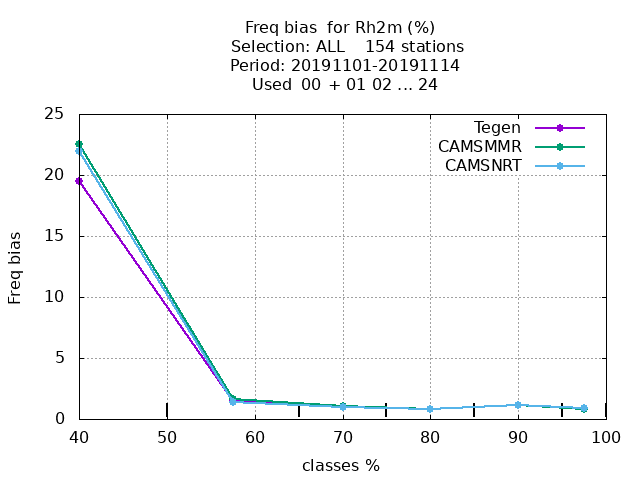 Freq bias  for Rh2m (%)
Selection: ALL    154 stations
Period: 20191101-20191114
Used  00 + 01 02 ... 24
25
20
15
10
5
0
Freq bias
Tegen
CAMSMMR
CAMSNRT
40 50 60 70 80 90 100
classes %